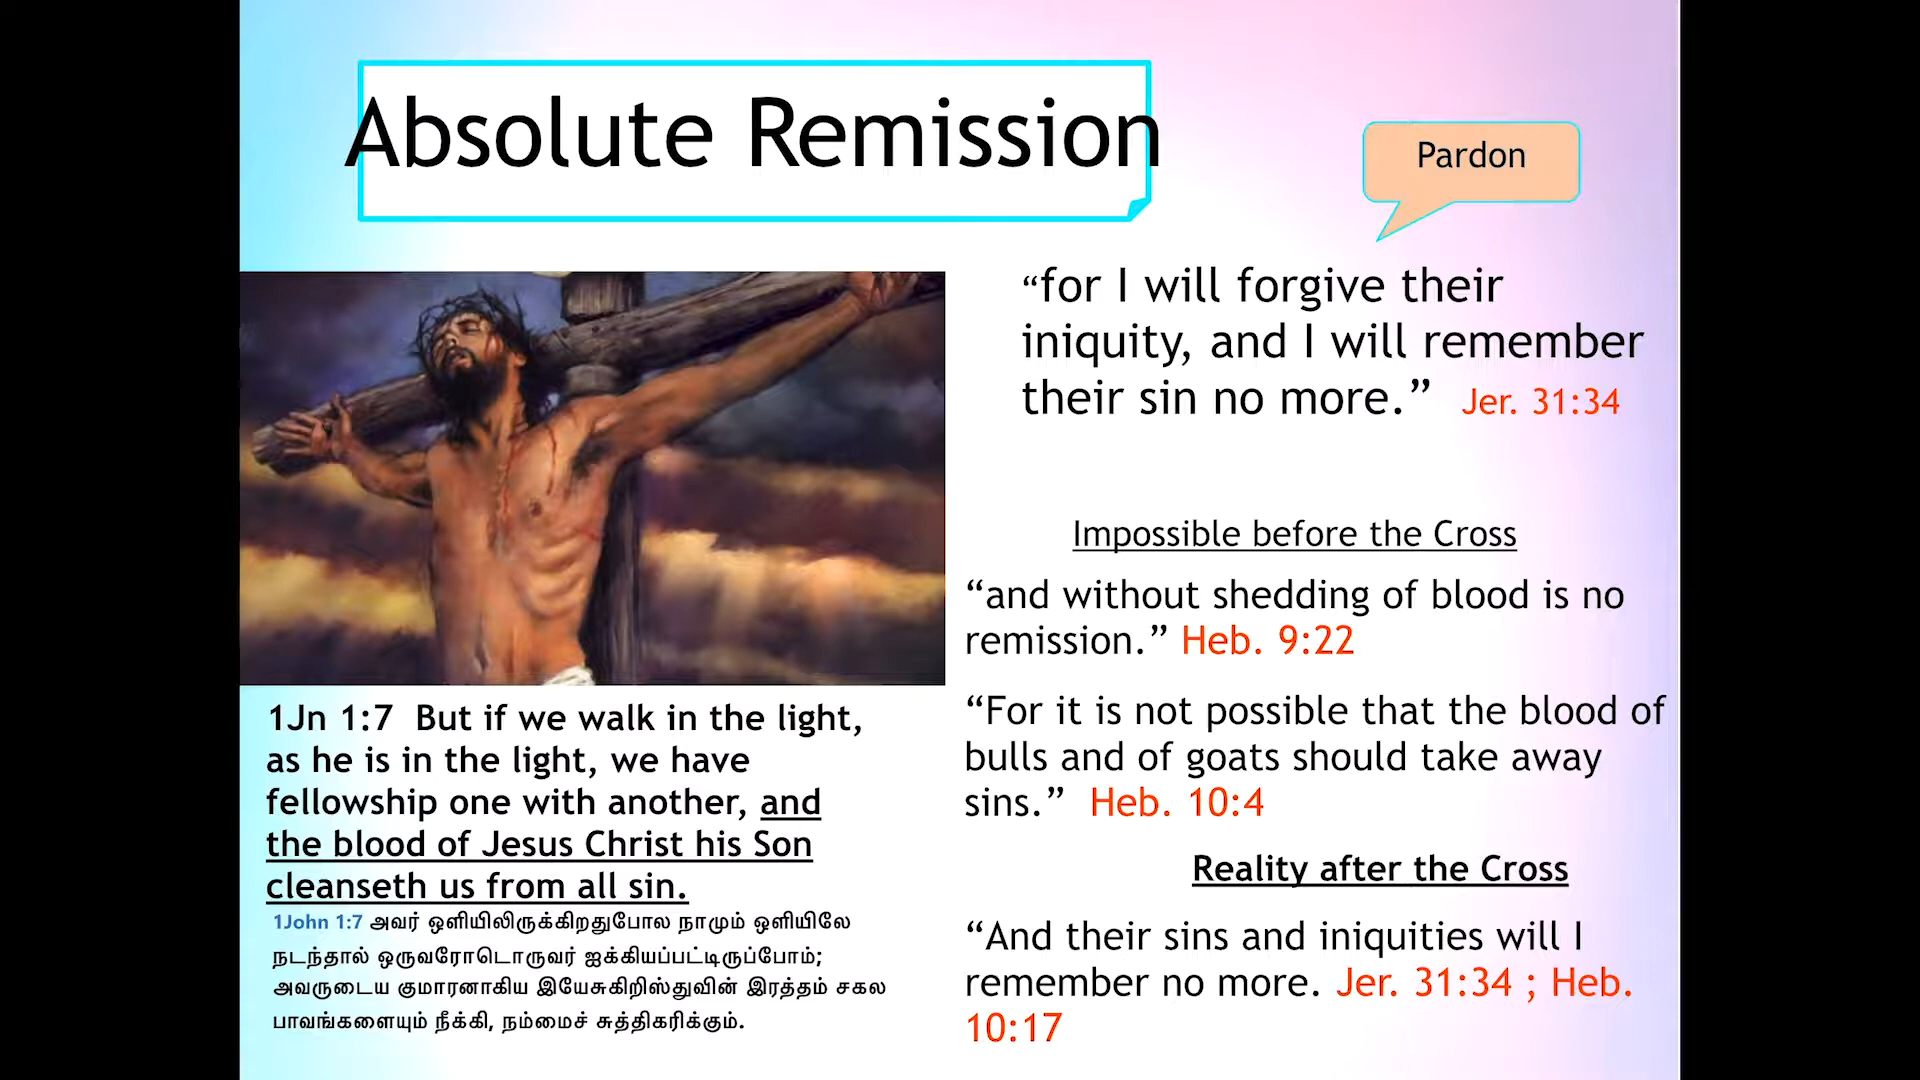 Absolute Remission
Pardon
“for I will forgive their
iniquity, and I will remember
their sin no more.” Jer. 31:34
Impossible before the Cross
“and without shedding of blood is no
remission.” Heb. 9:22
“For it is not possible that the blood of
bulls and of goats should take away
sins.” Heb. 10:4
Reality after the Cross
“And their sins and iniquities will I
remember no more. Jer. 31:34 ; Heb.
10:17
1Jn 1:7 But if we walk in the light,
as he is in the light, we have
fellowship one with another, and
the blood of Jesus Christ his Son
cleanseth us from all sin.
1John 1:7 அவர் ஒளியிலிருக்கிறதுபோல நாமும் ஒளியிலே
நடந்தால் ஒருவரோடொருவர் ஐக்கியப்பட்டிருப்போம்;
அவருடைய குமாரனாகிய இயேசுகிறிஸ்துவின் இரத்தம் சகல
பாவங்களையும் நீக்கி, நம்மைச் சுத்திகரிக்கும்.